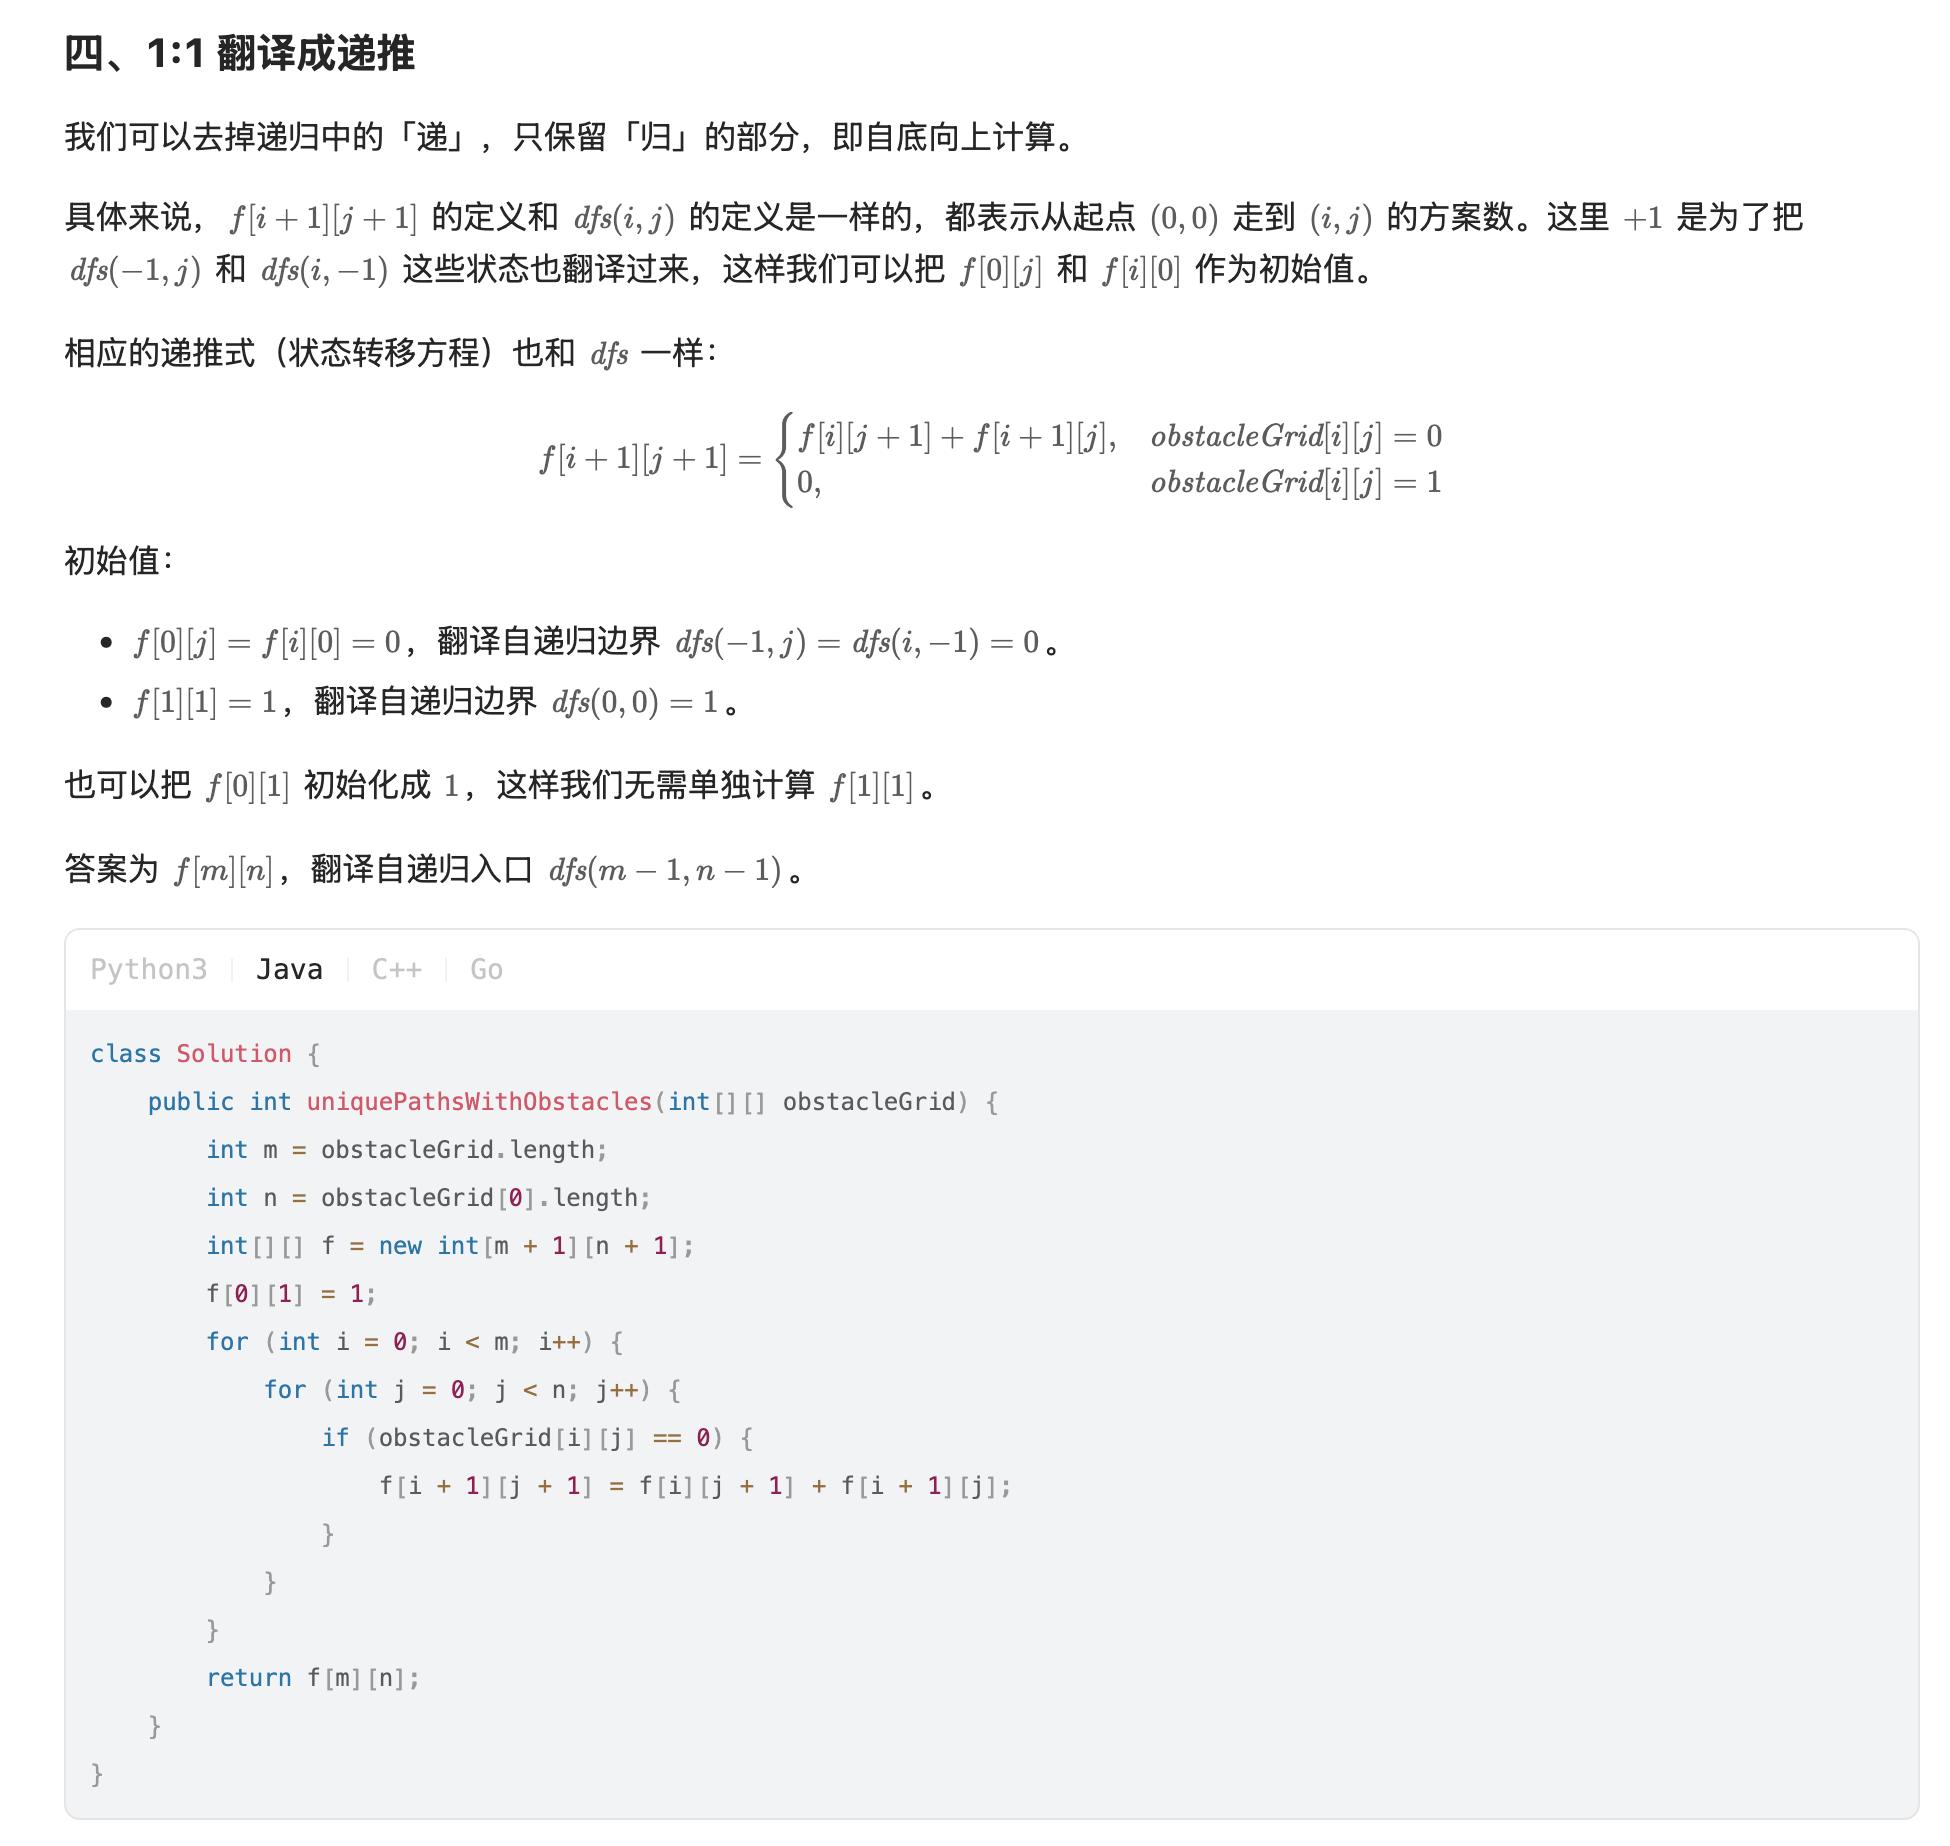 四、1:1 翻译成递推
我们可以去掉递归中的「递」，只保留「归」的部分，即自底向上计算。
具体来说，f[i + 1][j + 1] 的定义和 dfs(i, j) 的定义是一样的，都表示从起点 (0, 0) 走到 (i, j) 的方案数。这里 +1 是为了把
dfs(−1, j) 和 dfs(i, −1) 这些状态也翻译过来，这样我们可以把 f[0][j] 和 f[i][0] 作为初始值。
相应的递推式（状态转移方程）也和 dfs 一样：
f[i + 1][j + 1] = { f[i][j + 1] + f[i + 1][j], obstacleGrid[i][j] = 0
0, obstacleGrid[i][j] = 1
初始值：
• f[0][j] = f[i][0] = 0，翻译自递归边界 dfs(−1, j) = dfs(i, −1) = 0。
• f[1][1] = 1，翻译自递归边界 dfs(0, 0) = 1。
也可以把 f[0][1] 初始化成 1，这样我们无需单独计算 f[1][1]。
答案为 f[m][n]，翻译自递归入口 dfs(m − 1, n − 1)。
Python3 | Java | C++ | Go
class Solution {
    public int uniquePathsWithObstacles(int[][] obstacleGrid) {
        int m = obstacleGrid.length;
        int n = obstacleGrid[0].length;
        int[][] f = new int[m + 1][n + 1];
        f[0][1] = 1;
        for (int i = 0; i < m; i++) {
            for (int j = 0; j < n; j++) {
                if (obstacleGrid[i][j] == 0) {
                    f[i + 1][j + 1] = f[i][j + 1] + f[i + 1][j];
                }
            }
        }
        return f[m][n];
    }
}